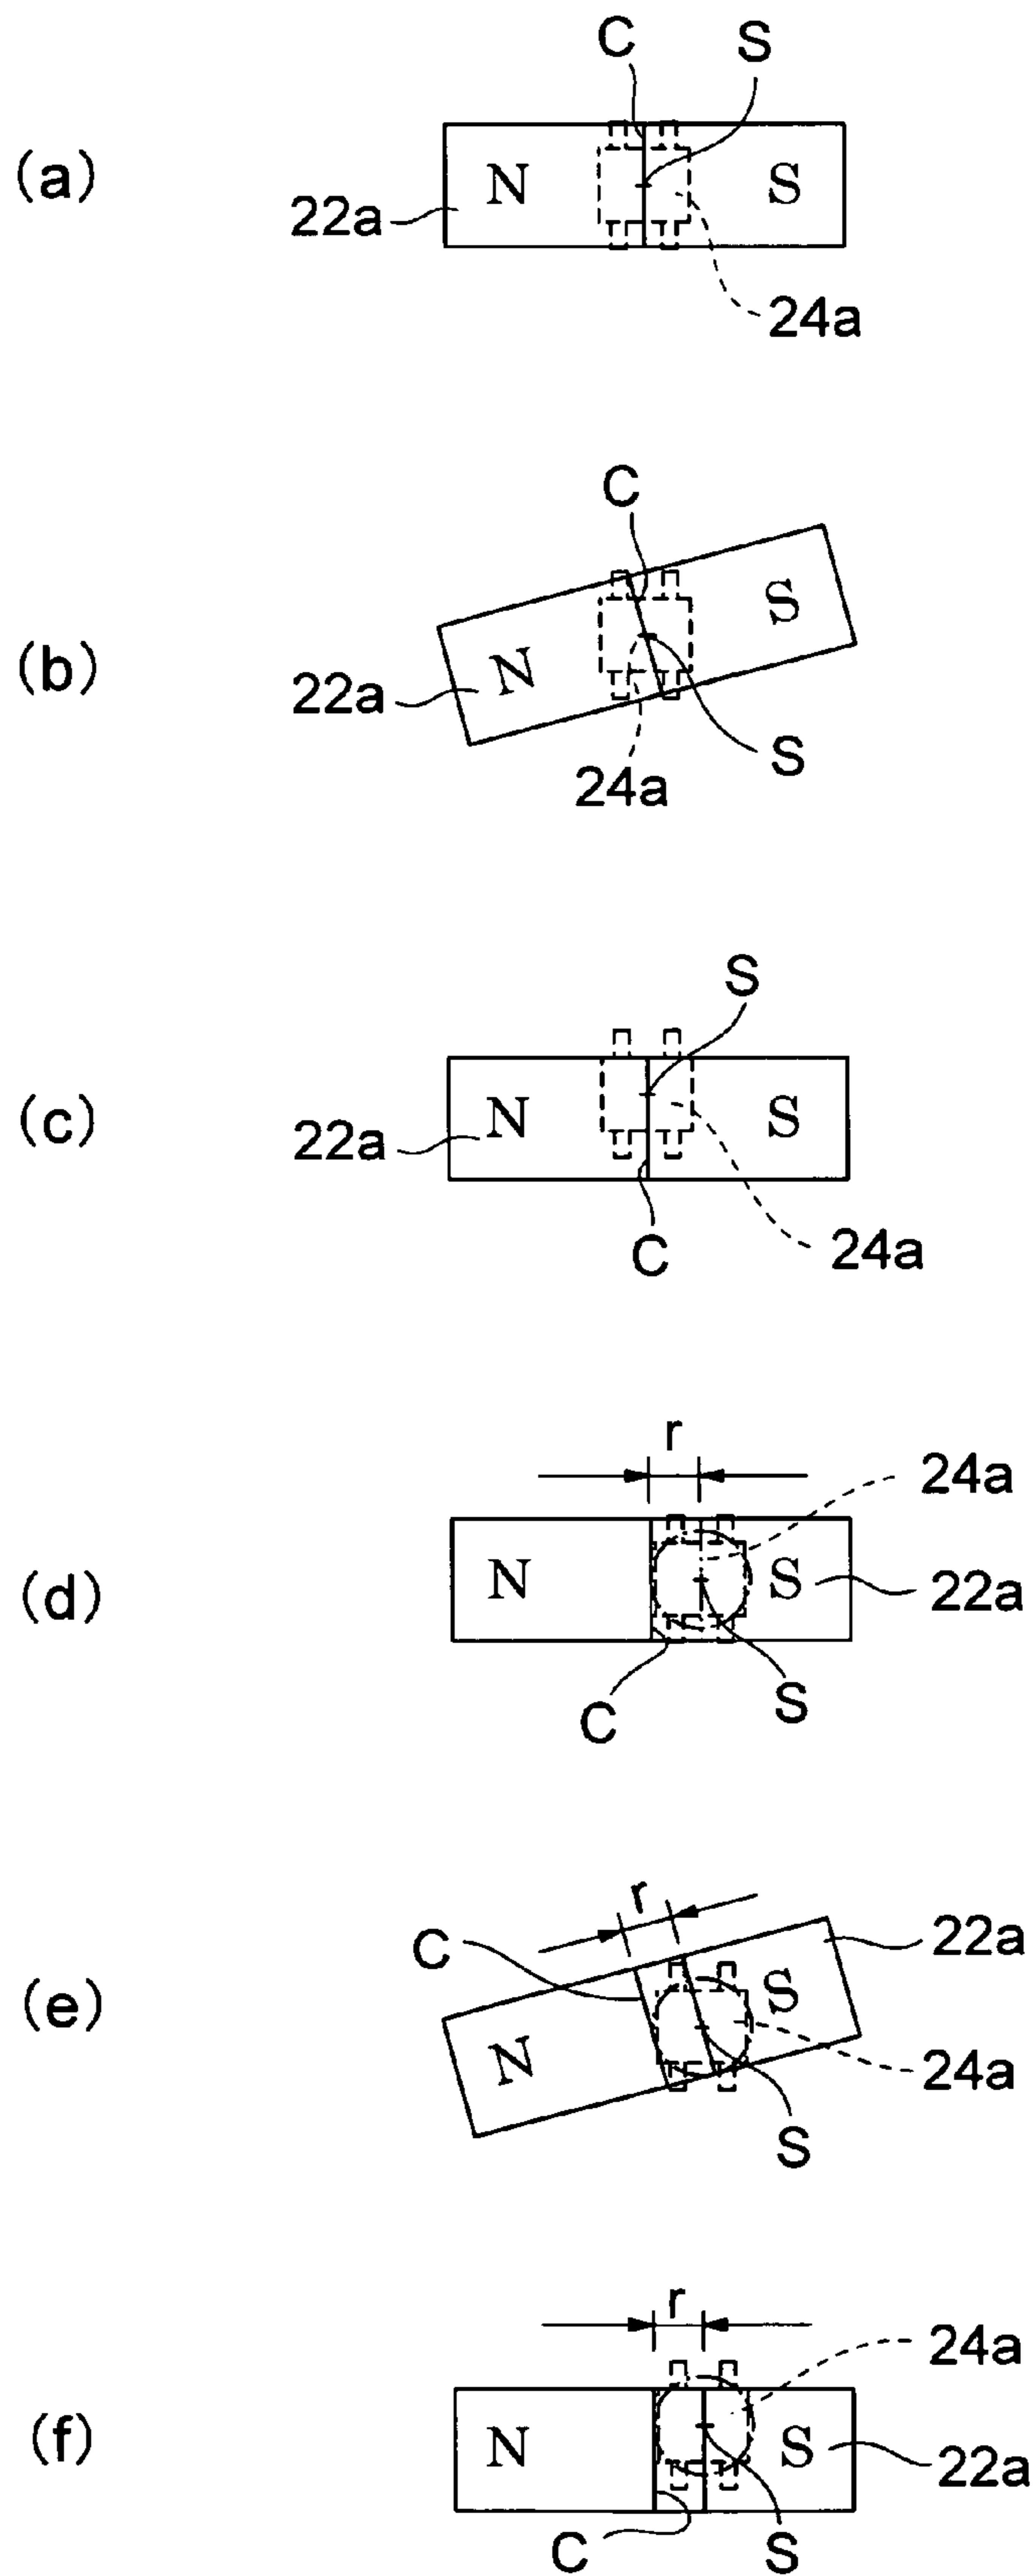 C S
(a) N S
22a
24a
C
(b) N S
22a
24a S
S
(c) N S
22a
24a
C
r
24a
(d) N S 22a
C S
r
C 22a
(e) N S
24a
S
r
24a
(f) N S 22a
C S